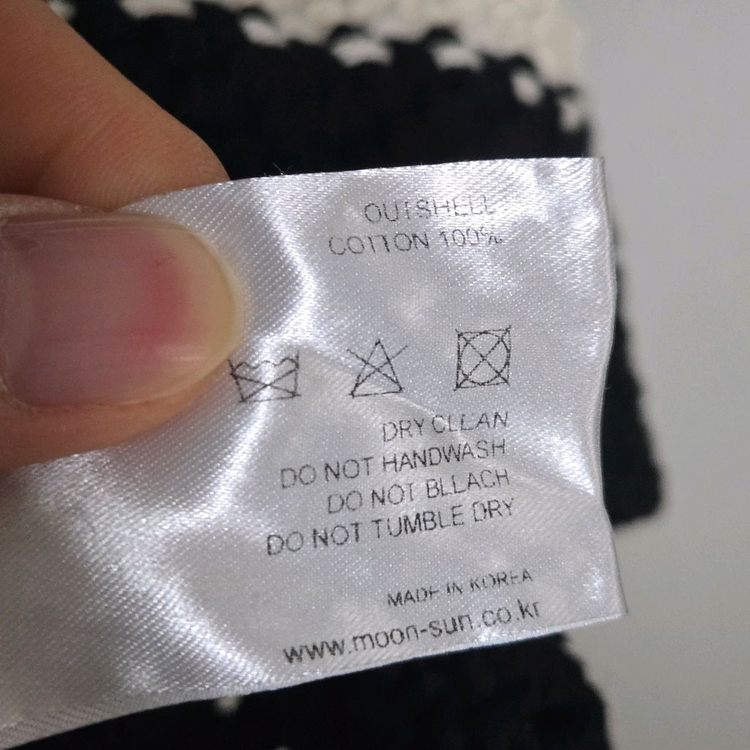 OUTSHELL
COTTON 100%
DRY CLEAN
DO NOT HANDWASH
DO NOT BLEACH
DO NOT TUMBLE DRY
MADE IN KOREA
www.moon-sun.co.kr